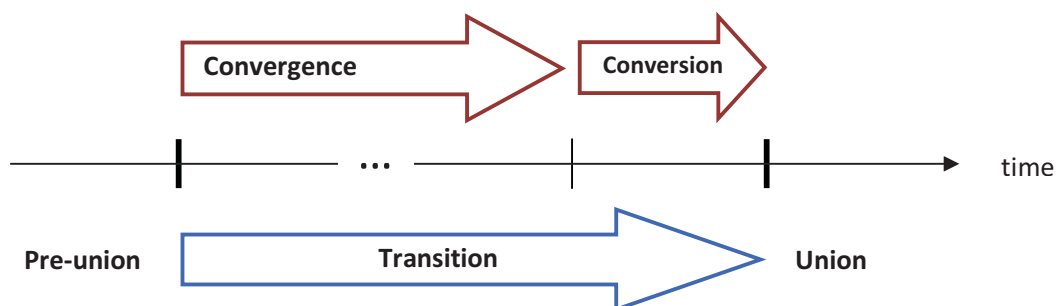 Convergence
Conversion
...
time
Pre-union
Transition
Union